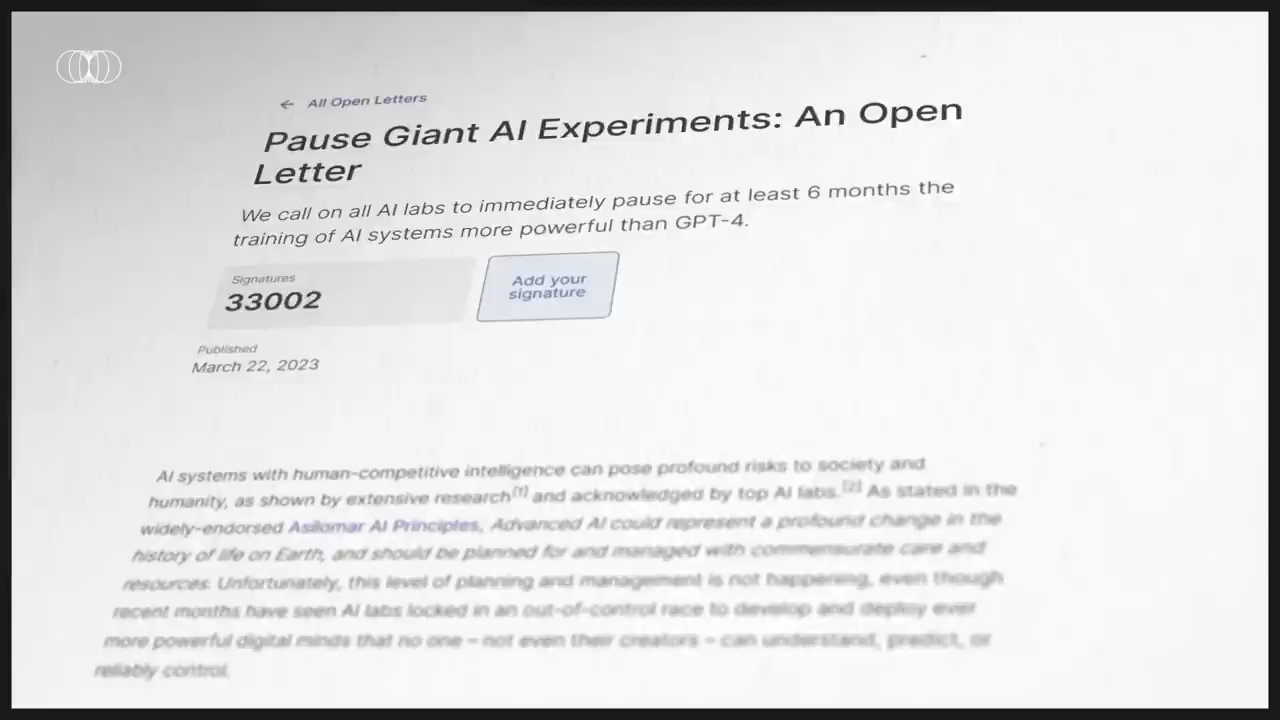 ← All Open Letters
Pause Giant AI Experiments: An Open
Letter
We call on all AI labs to immediately pause for at least 6 months the
training of AI systems more powerful than GPT-4.
Signatures
33002
Add your
signature
Published
March 22, 2023
AI systems with human-competitive intelligence can pose profound risks to society and
humanity, as shown by extensive research[1] and acknowledged by top AI labs.[2] As stated in the
widely-endorsed Asilomar AI Principles, Advanced AI could represent a profound change in the
history of life on Earth, and should be planned for and managed with commensurate care and
resources. Unfortunately, this level of planning and management is not happening, even though
recent months have seen AI labs locked in an out-of-control race to develop and deploy ever
more powerful digital minds that no one – not even their creators – can understand, predict, or
reliably control.